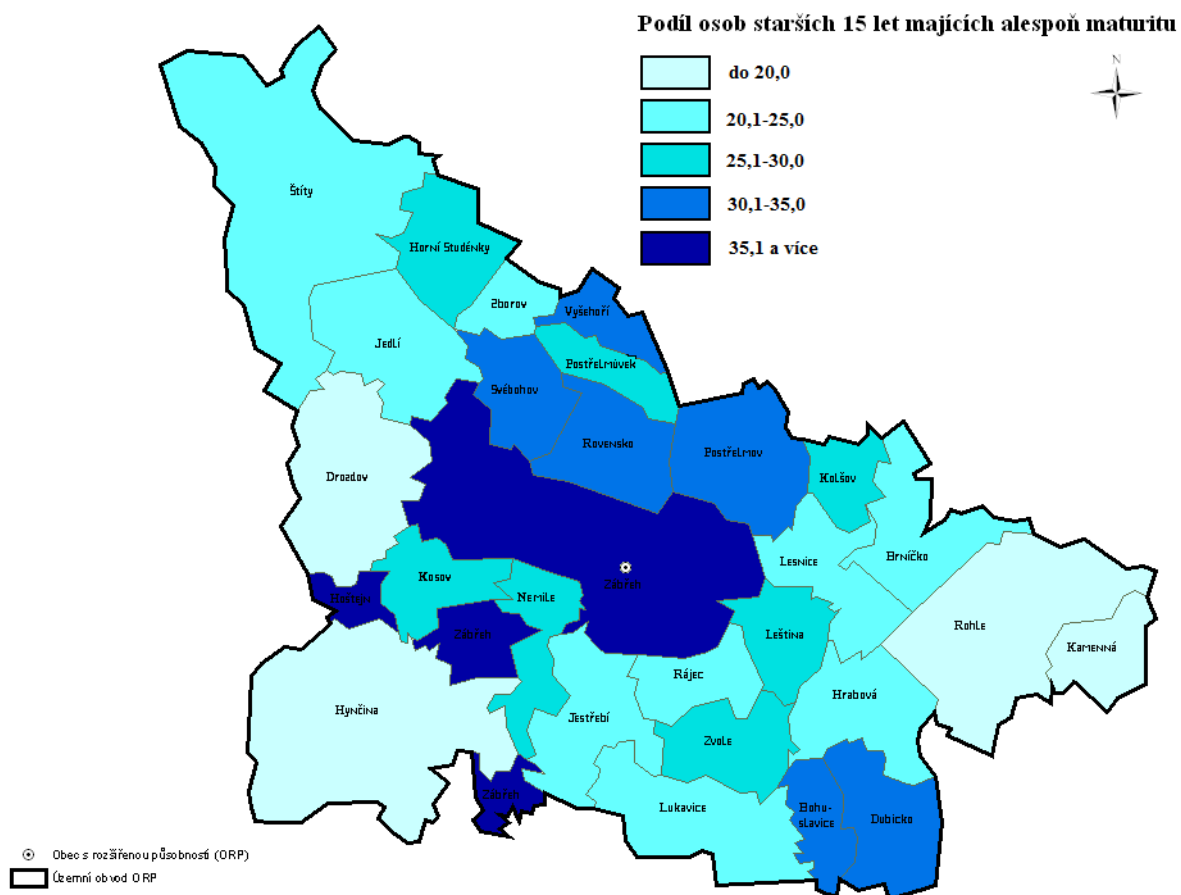 Podíl osob starších 15 let majících alespoň maturitu
N
do 20,0
20,1-25,0
25,1-30,0
30,1-35,0
35,1 a více
Štíty
Horní Studénky
Zborov
Vyšehoří
Jedlí
Postřelmůvek
Svébohov
Rovensko
Postřelmov
Drozdov
Kolšov
Brníčko
Lesnice
Kosov
Zábřeh
Nemile
Hoštejn
Zábřeh
Leština
Rohle
Kamenná
Rájec
Hrabová
Hynčina
Jestřebí
Zvole
Zábřeh
Lukavice
Bohu-
slavice
Dubicko
Obec s rozšířenou působností (ORP)
Územní obvod ORP